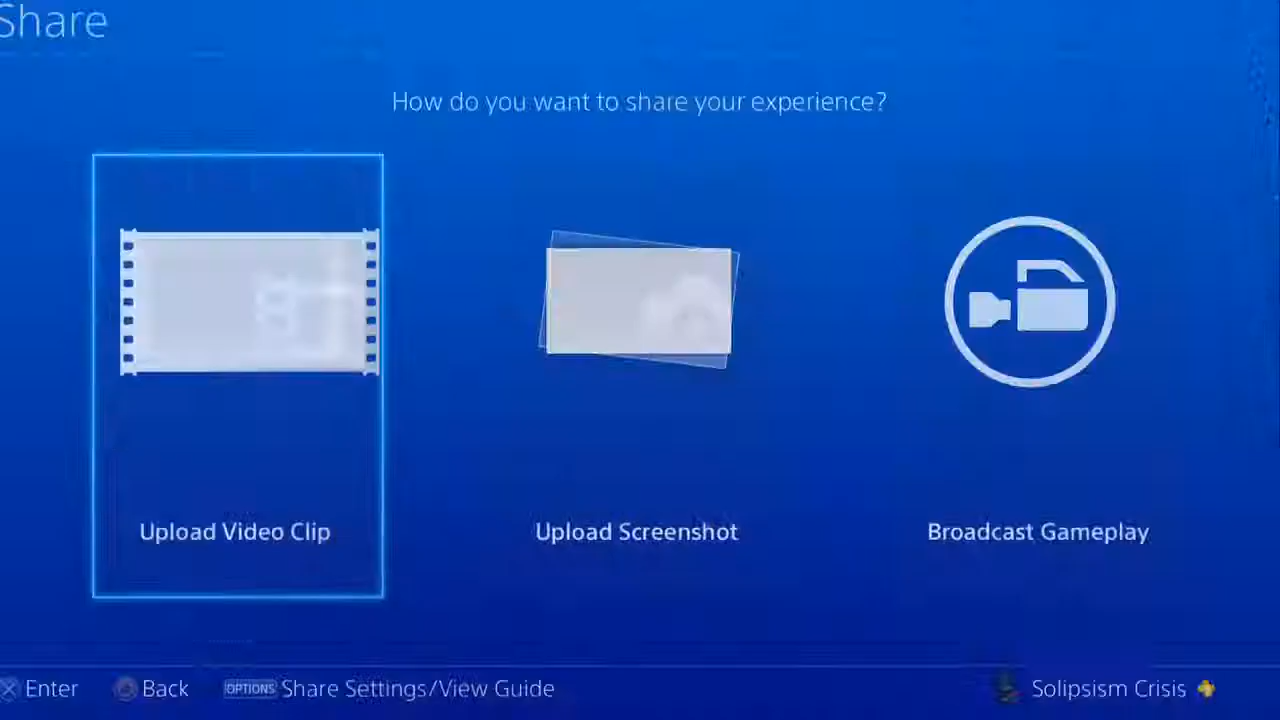 Share
How do you want to share your experience?
Upload Video Clip
Upload Screenshot
Broadcast Gameplay
Enter
Back
OPTIONS Share Settings/View Guide
Solipsism Crisis